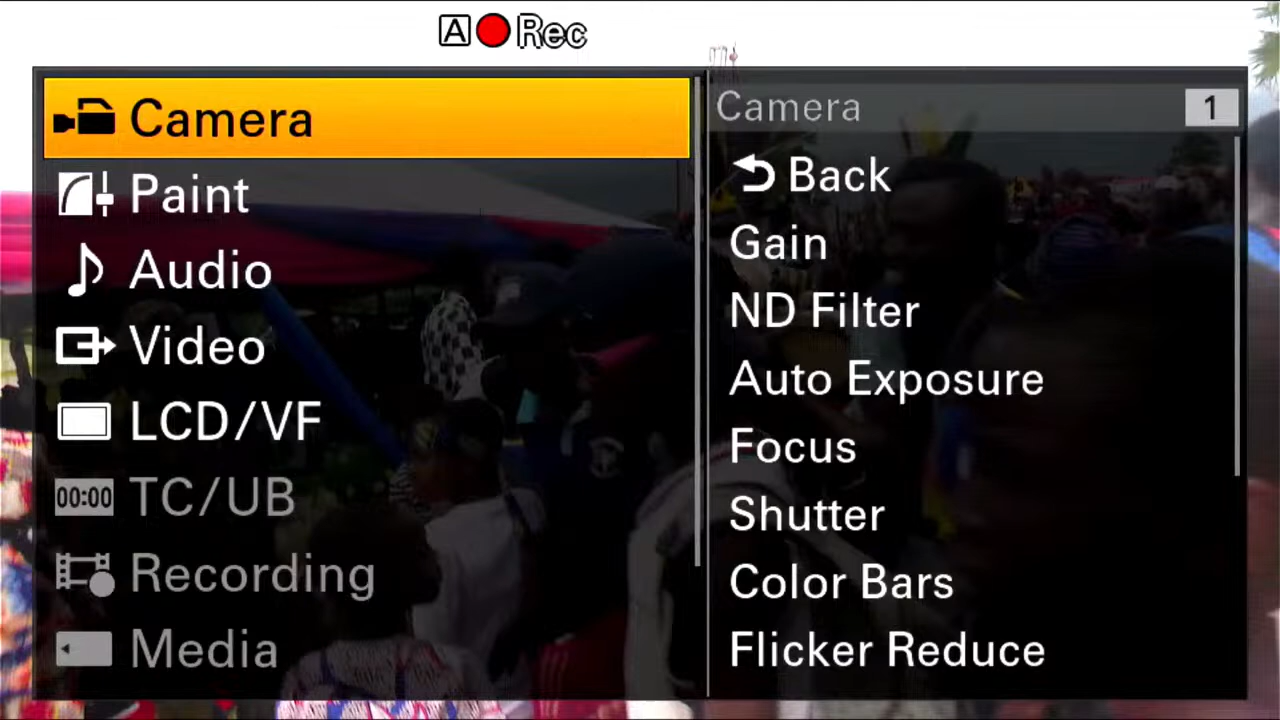 A Rec
Camera
Paint
Audio
Video
LCD/VF
00:00 TC/UB
Recording
Media
Camera 1
Back
Gain
ND Filter
Auto Exposure
Focus
Shutter
Color Bars
Flicker Reduce